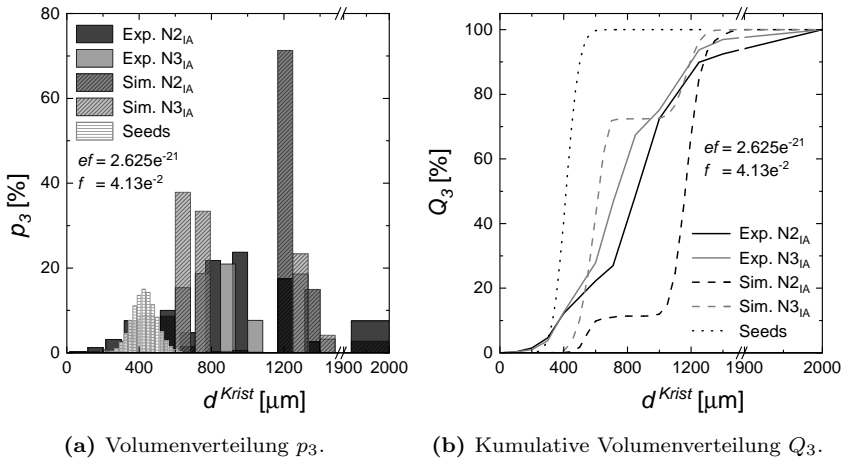 80
60
40
20
0
p3 [%]
0
400
800
1200
1900
2000
d^Krist [μm]
Exp. N2IA
Exp. N3IA
Sim. N2IA
Sim. N3IA
Seeds
ef = 2.625e-21
f = 4.13e-2
100
80
60
40
20
0
Q3 [%]
0
400
800
1200
1900
2000
d^Krist [μm]
ef = 2.625e-21
f = 4.13e-2
Exp. N2IA
Exp. N3IA
Sim. N2IA
Sim. N3IA
Seeds
(a) Volumenverteilung p3.
(b) Kumulative Volumenverteilung Q3.